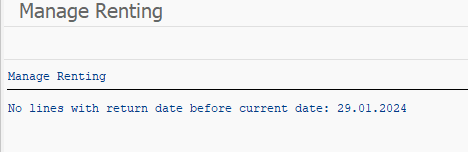 Manage Renting
Manage Renting
No lines with return date before current date: 29.01.2024